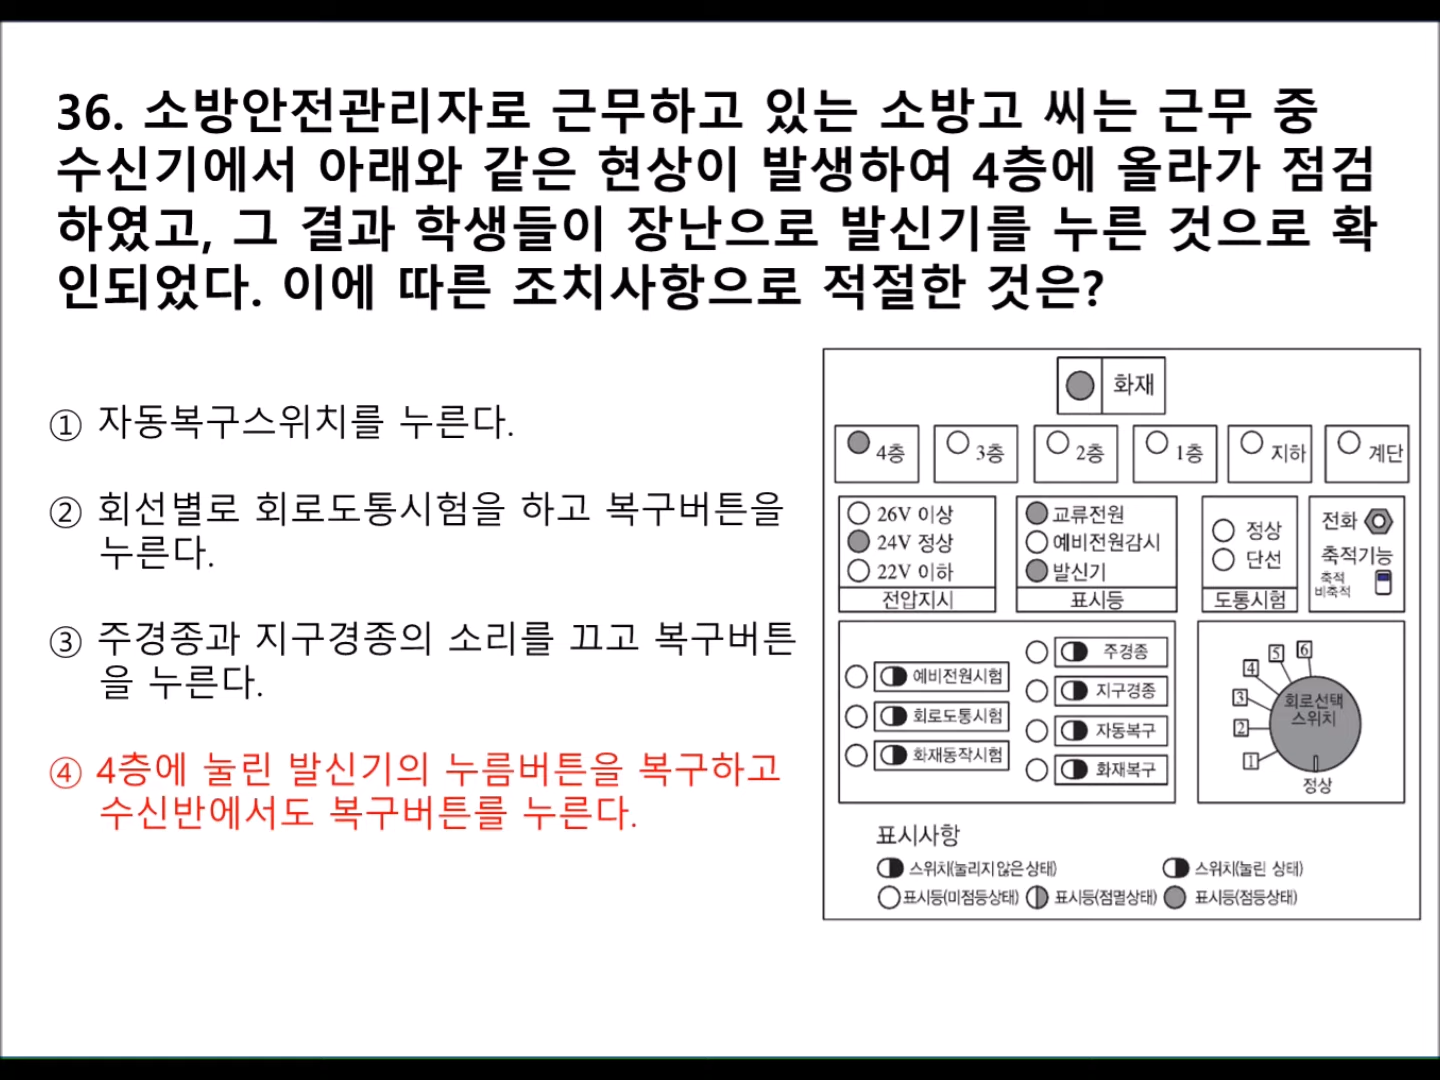 36. 소방안전관리자로 근무하고 있는 소방고 씨는 근무 중
수신기에서 아래와 같은 현상이 발생하여 4층에 올라가 점검
하였고, 그 결과 학생들이 장난으로 발신기를 누른 것으로 확
인되었다. 이에 따른 조치사항으로 적절한 것은?
① 자동복구스위치를 누른다.
② 회선별로 회로도통시험을 하고 복구버튼을
누른다.
③ 주경종과 지구경종의 소리를 끄고 복구버튼
을 누른다.
④ 4층에 눌린 발신기의 누름버튼을 복구하고
수신반에서도 복구버튼를 누른다.
화재
4층 3층 2층 1층 지하 계단
26V 이상
24V 정상
22V 이하
전압지시
교류전원
예비전원감시
발신기
표시등
정상
단선
도통시험
전화
축적기능
축적
비축적
예비전원시험
회로도통시험
화재동작시험
주경종
지구경종
자동복구
화재복구
6
5
4
3
2
1
회로선택
스위치
정상
표시사항
스위치(눌리지않은상태) 스위치(눌린 상태)
표시등(미점등상태) 표시등(점멸상태) 표시등(점등상태)